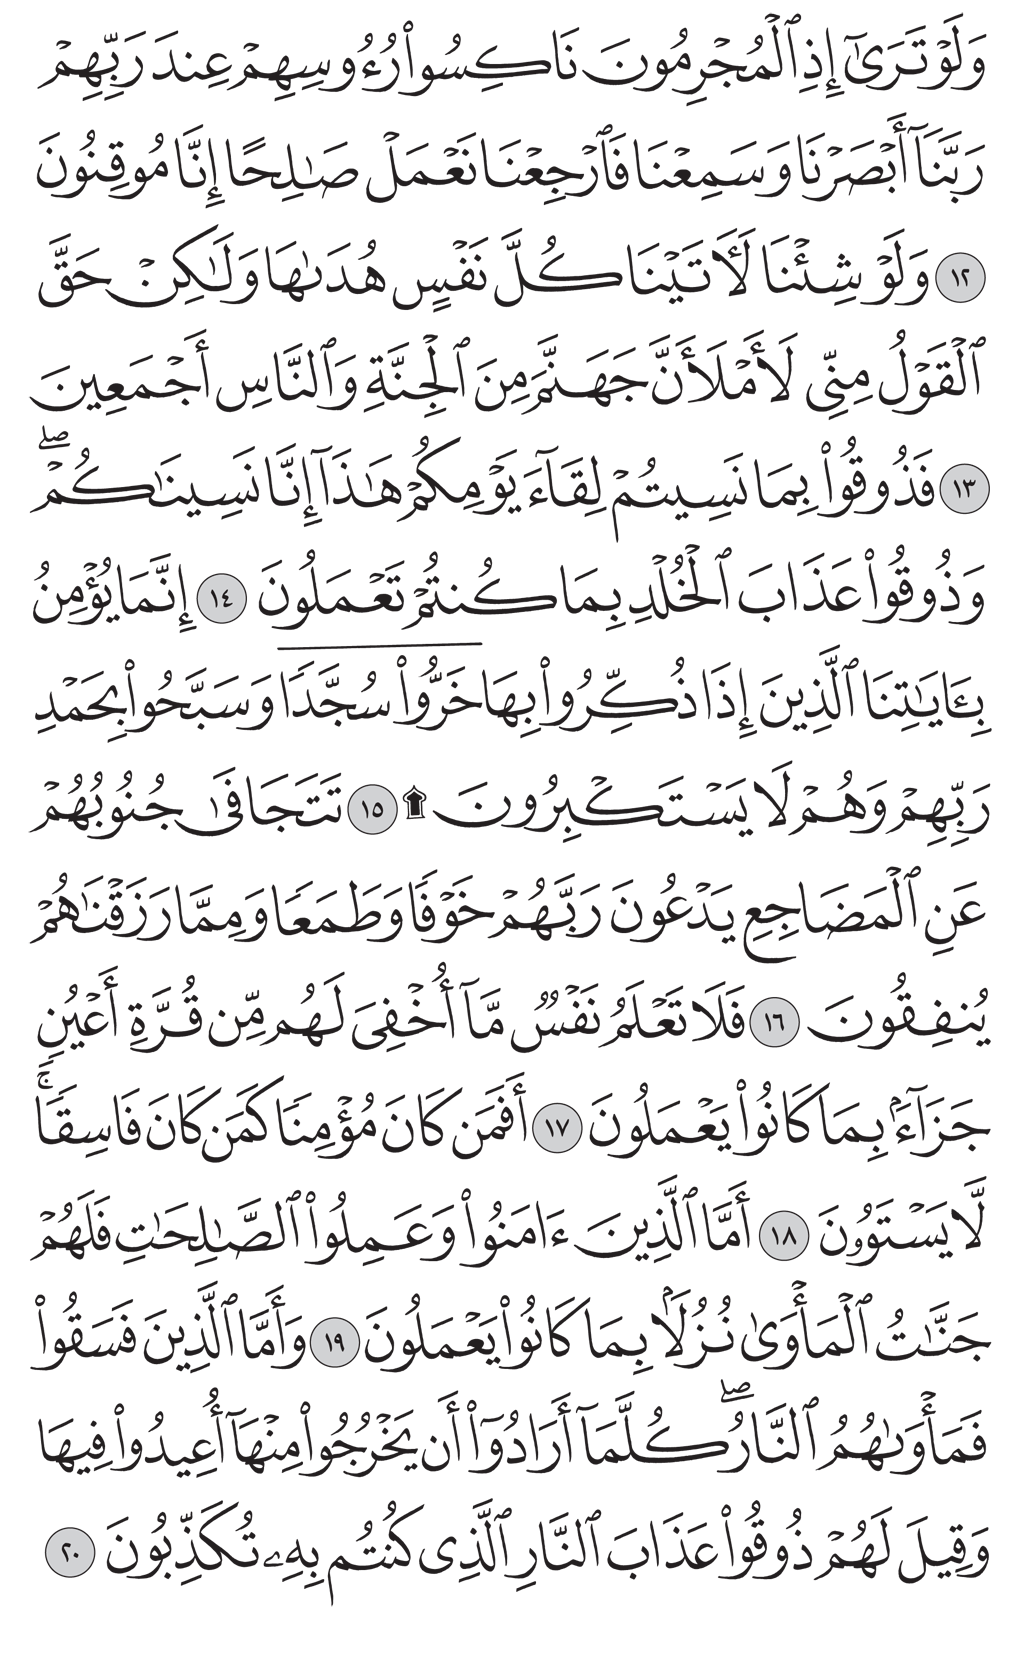 وَلَوْ تَرَىٰٓ إِذِ ٱلْمُجْرِمُونَ نَاكِسُوا۟ رُءُوسِهِمْ عِندَ رَبِّهِمْ
رَبَّنَآ أَبْصَرْنَا وَسَمِعْنَا فَٱرْجِعْنَا نَعْمَلْ صَـٰلِحًا إِنَّا مُوقِنُونَ
١٢ وَلَوْ شِئْنَا لَـَٔاتَيْنَا كُلَّ نَفْسٍ هُدَىٰهَا وَلَـٰكِنْ حَقَّ
ٱلْقَوْلُ مِنِّى لَأَمْلَأَنَّ جَهَنَّمَ مِنَ ٱلْجِنَّةِ وَٱلنَّاسِ أَجْمَعِينَ
١٣ فَذُوقُوا۟ بِمَا نَسِيتُمْ لِقَآءَ يَوْمِكُمْ هَـٰذَآ إِنَّا نَسِينَـٰكُمْ ۖ
وَذُوقُوا۟ عَذَابَ ٱلْخُلْدِ بِمَا كُنتُمْ تَعْمَلُونَ ١٤ إِنَّمَا يُؤْمِنُ
بِـَٔايَـٰتِنَا ٱلَّذِينَ إِذَا ذُكِّرُوا۟ بِهَا خَرُّوا۟ سُجَّدًا وَسَبَّحُوا۟ بِحَمْدِ
رَبِّهِمْ وَهُمْ لَا يَسْتَكْبِرُونَ ۩ ١٥ تَتَجَافَىٰ جُنُوبُهُمْ
عَنِ ٱلْمَضَاجِعِ يَدْعُونَ رَبَّهُمْ خَوْفًا وَطَمَعًا وَمِمَّا رَزَقْنَـٰهُمْ
يُنفِقُونَ ١٦ فَلَا تَعْلَمُ نَفْسٌ مَّآ أُخْفِىَ لَهُم مِّن قُرَّةِ أَعْيُنٍ
جَزَآءًۢ بِمَا كَانُوا۟ يَعْمَلُونَ ١٧ أَفَمَن كَانَ مُؤْمِنًا كَمَن كَانَ فَاسِقًا ۚ
لَّا يَسْتَوُۥنَ ١٨ أَمَّا ٱلَّذِينَ ءَامَنُوا۟ وَعَمِلُوا۟ ٱلصَّـٰلِحَـٰتِ فَلَهُمْ
جَنَّـٰتُ ٱلْمَأْوَىٰ نُزُلًۢا بِمَا كَانُوا۟ يَعْمَلُونَ ١٩ وَأَمَّا ٱلَّذِينَ فَسَقُوا۟
فَمَأْوَىٰهُمُ ٱلنَّارُ ۖ كُلَّمَآ أَرَادُوٓا۟ أَن يَخْرُجُوا۟ مِنْهَآ أُعِيدُوا۟ فِيهَا
وَقِيلَ لَهُمْ ذُوقُوا۟ عَذَابَ ٱلنَّارِ ٱلَّذِى كُنتُم بِهِۦ تُكَذِّبُونَ ٢٠